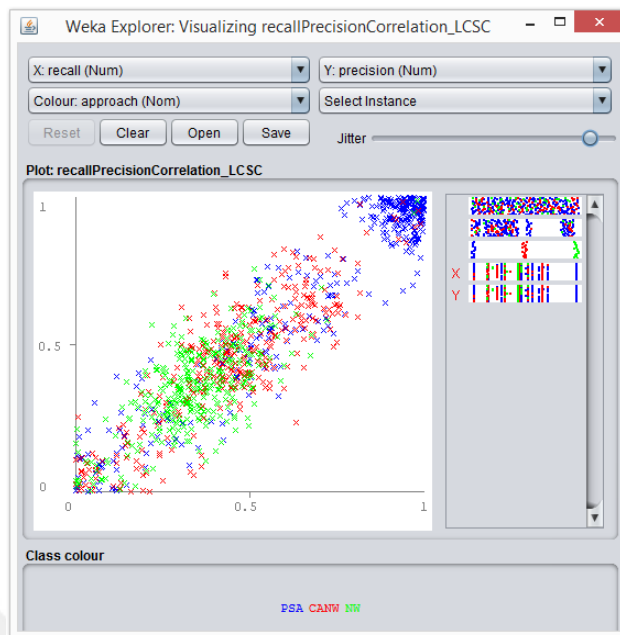 Weka Explorer: Visualizing recallPrecisionCorrelation_LCSC
X: recall (Num) Y: precision (Num)
Colour: approach (Nom) Select Instance
Reset Clear Open Save Jitter
Plot: recallPrecisionCorrelation_LCSC
1
0.5
0
0 0.5 1
X
Y
Class colour
PSA CANW NW